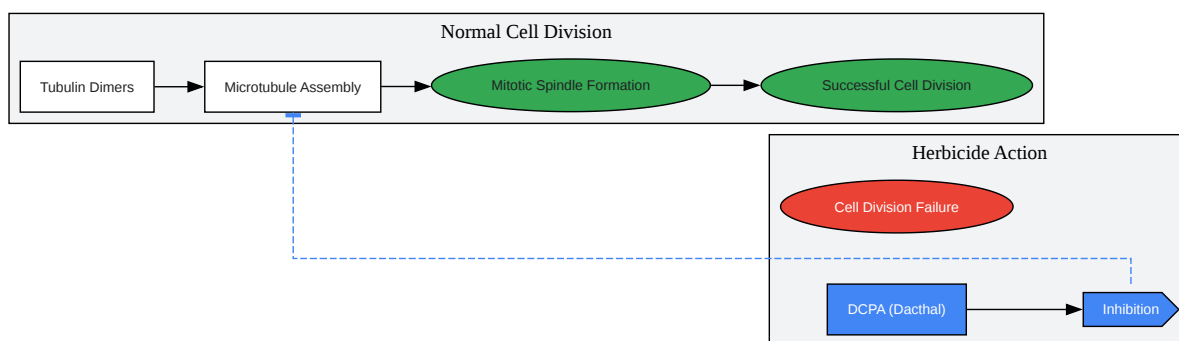 Normal Cell Division
Tubulin Dimers
Microtubule Assembly
Mitotic Spindle Formation
Successful Cell Division
Herbicide Action
Cell Division Failure
DCPA (Dacthal)
Inhibition